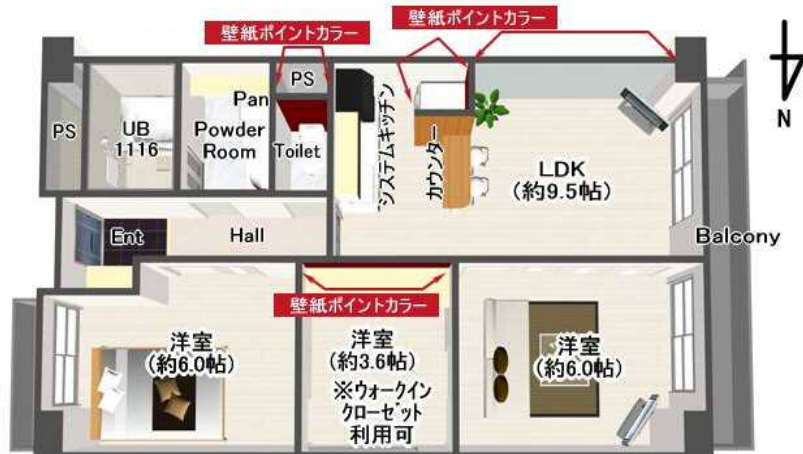 壁紙ポイントカラー
壁紙ポイントカラー
PS
Pan
PS
UB
1116
Powder
Room
Toilet
システムキッチン
カウンター
LDK
(約9.5帖)
N
Ent
Hall
Balcony
壁紙ポイントカラー
洋室
(約6.0帖)
洋室
(約3.6帖)
※ウォークイン
クローゼット
利用可
洋室
(約6.0帖)